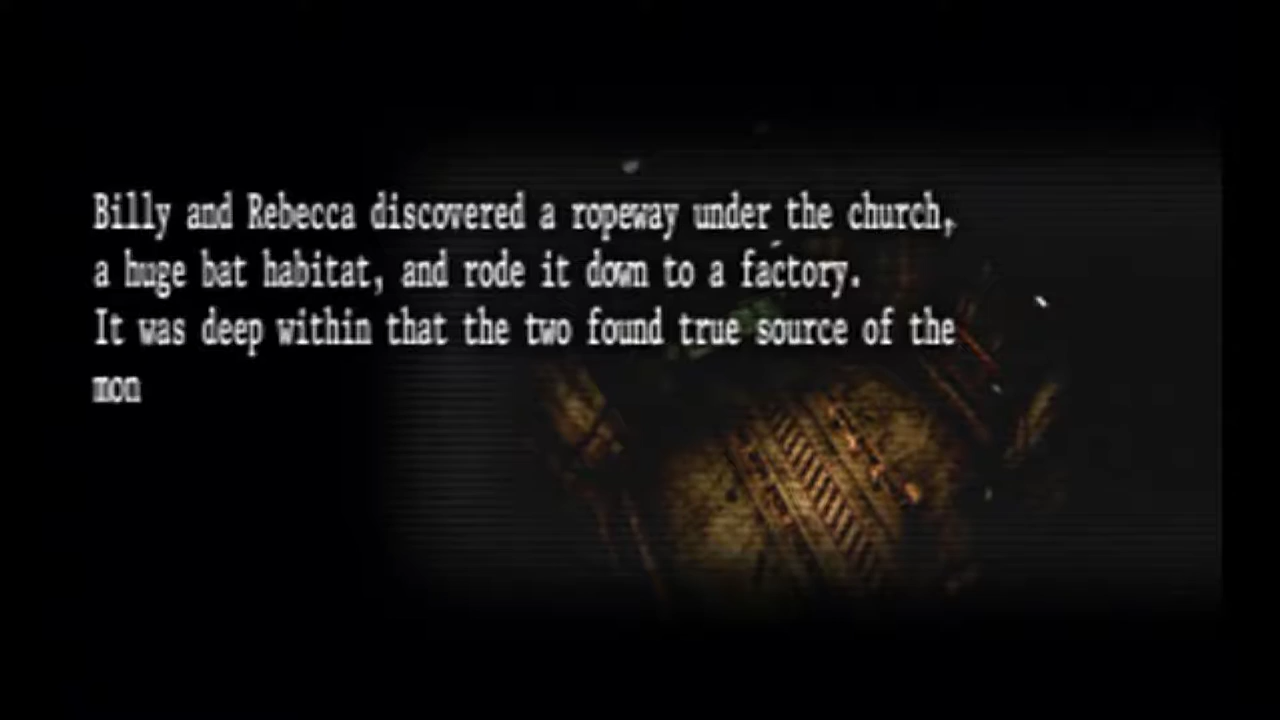 Billy and Rebecca discovered a ropeway under the church,
a huge bat habitat, and rode it down to a factory.
It was deep within that the two found true source of the
mon